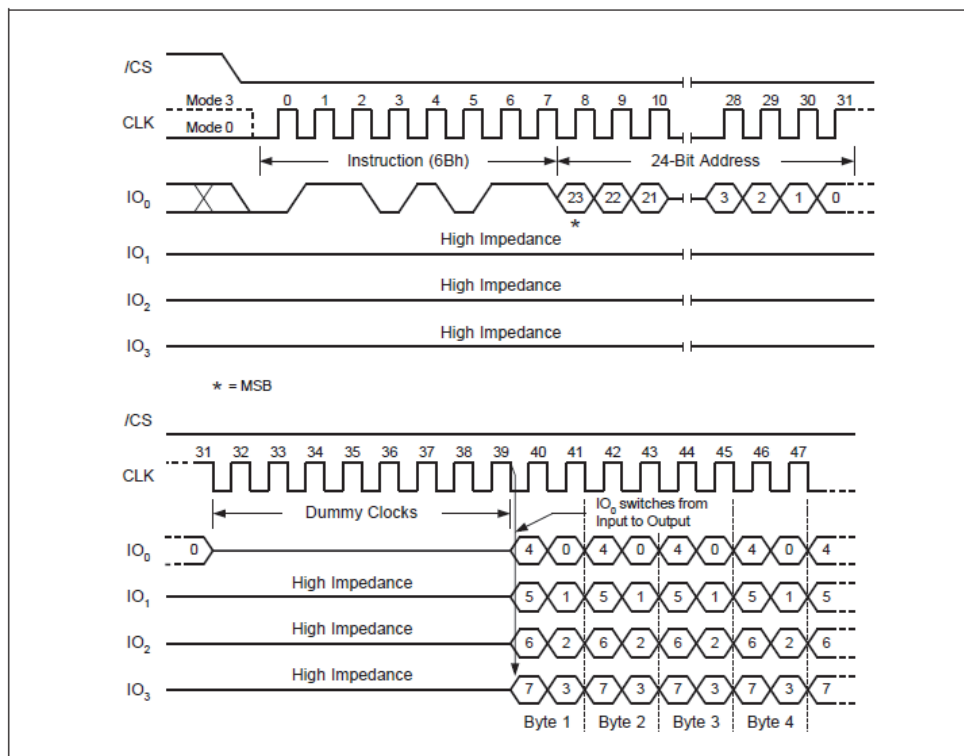 /CS
Mode 3 0 1 2 3 4 5 6 7 8 9 10 28 29 30 31
CLK Mode 0
Instruction (6Bh) 24-Bit Address
IO0 23 22 21 3 2 1 0
*
High Impedance
IO1
High Impedance
IO2
High Impedance
IO3
* = MSB
/CS
31 32 33 34 35 36 37 38 39 40 41 42 43 44 45 46 47
CLK
Dummy Clocks
IO0 switches from
Input to Output
IO0 0 4 0 4 0 4 0 4 0 4
High Impedance
IO1 5 1 5 1 5 1 5 1 5
High Impedance
IO2 6 2 6 2 6 2 6 2 6
High Impedance
IO3 7 3 7 3 7 3 7 3 7
Byte 1 Byte 2 Byte 3 Byte 4